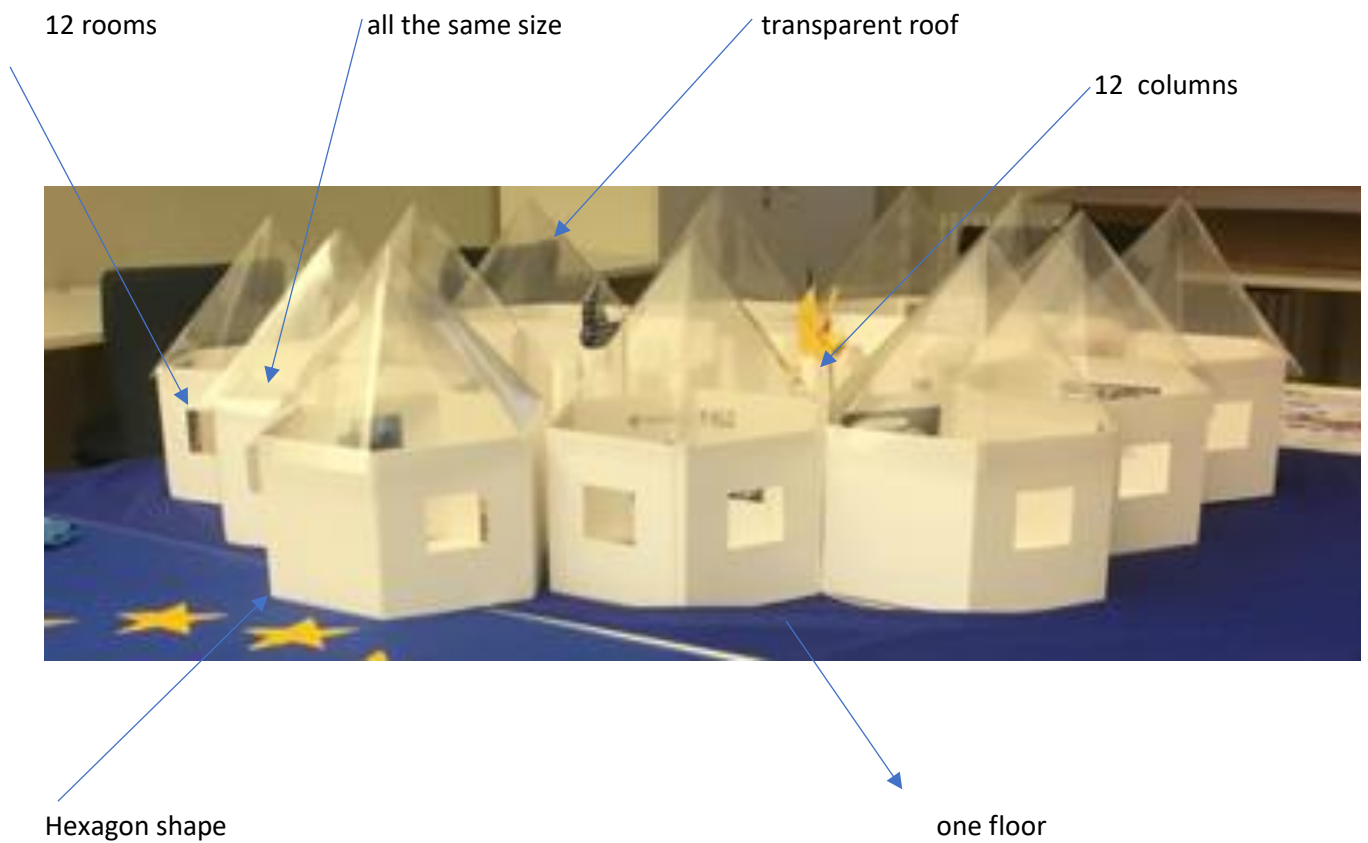 12 rooms
all the same size
transparent roof
12  columns
Hexagon shape
one floor